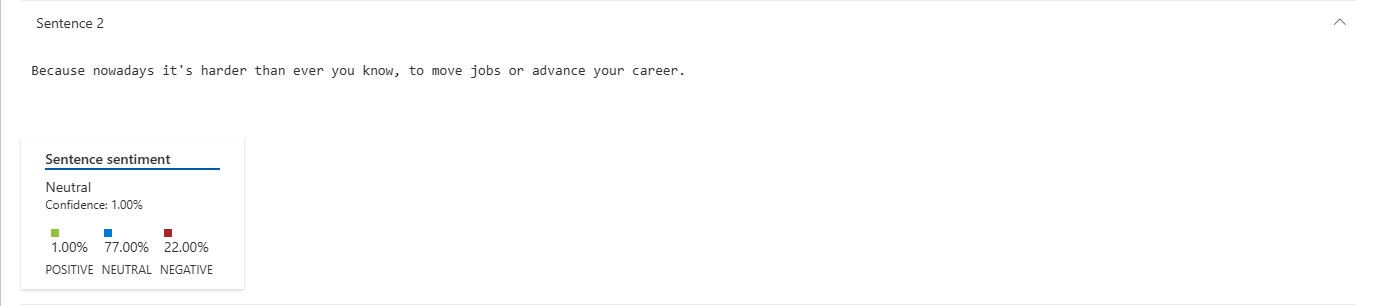 Sentence 2
Because nowadays it's harder than ever you know, to move jobs or advance your career.
Sentence sentiment
Neutral
Confidence: 1.00%
1.00% 77.00% 22.00%
POSITIVE NEUTRAL NEGATIVE